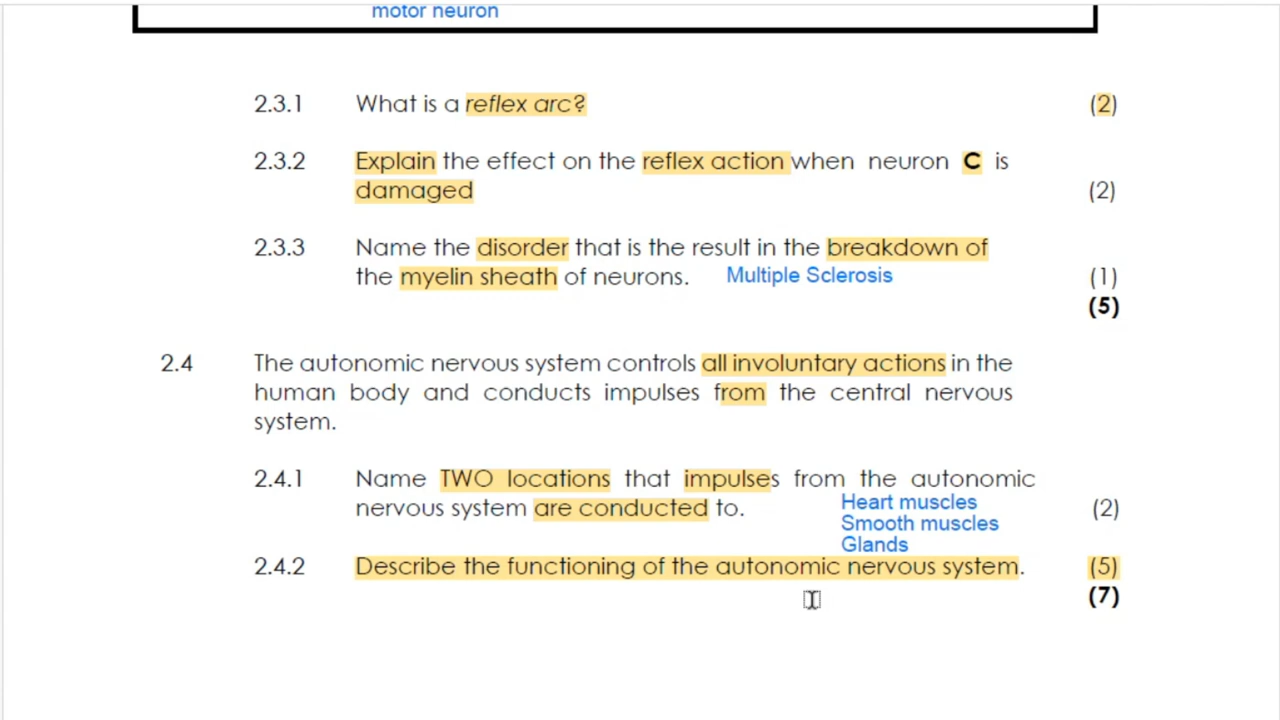 motor neuron
2.3.1 What is a reflex arc? (2)
2.3.2 Explain the effect on the reflex action when neuron C is
damaged (2)
2.3.3 Name the disorder that is the result in the breakdown of
the myelin sheath of neurons. Multiple Sclerosis (1)
(5)
2.4 The autonomic nervous system controls all involuntary actions in the
human body and conducts impulses from the central nervous
system.
2.4.1 Name TWO locations that impulses from the autonomic
nervous system are conducted to. (2)
Heart muscles
Smooth muscles
Glands
2.4.2 Describe the functioning of the autonomic nervous system. (5)
(7)